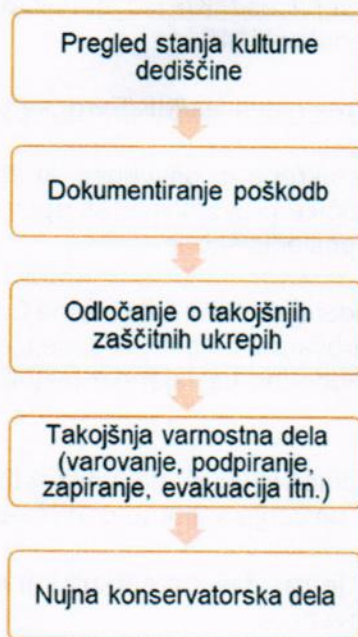 Pregled stanja kulturne
dediščine
Dokumentiranje poškodb
Odločanje o takojšnjih
zaščitnih ukrepih
Takojšnja varnostna dela
(varovanje, podpiranje,
zapiranje, evakuacija itn.)
Nujna konservatorska dela